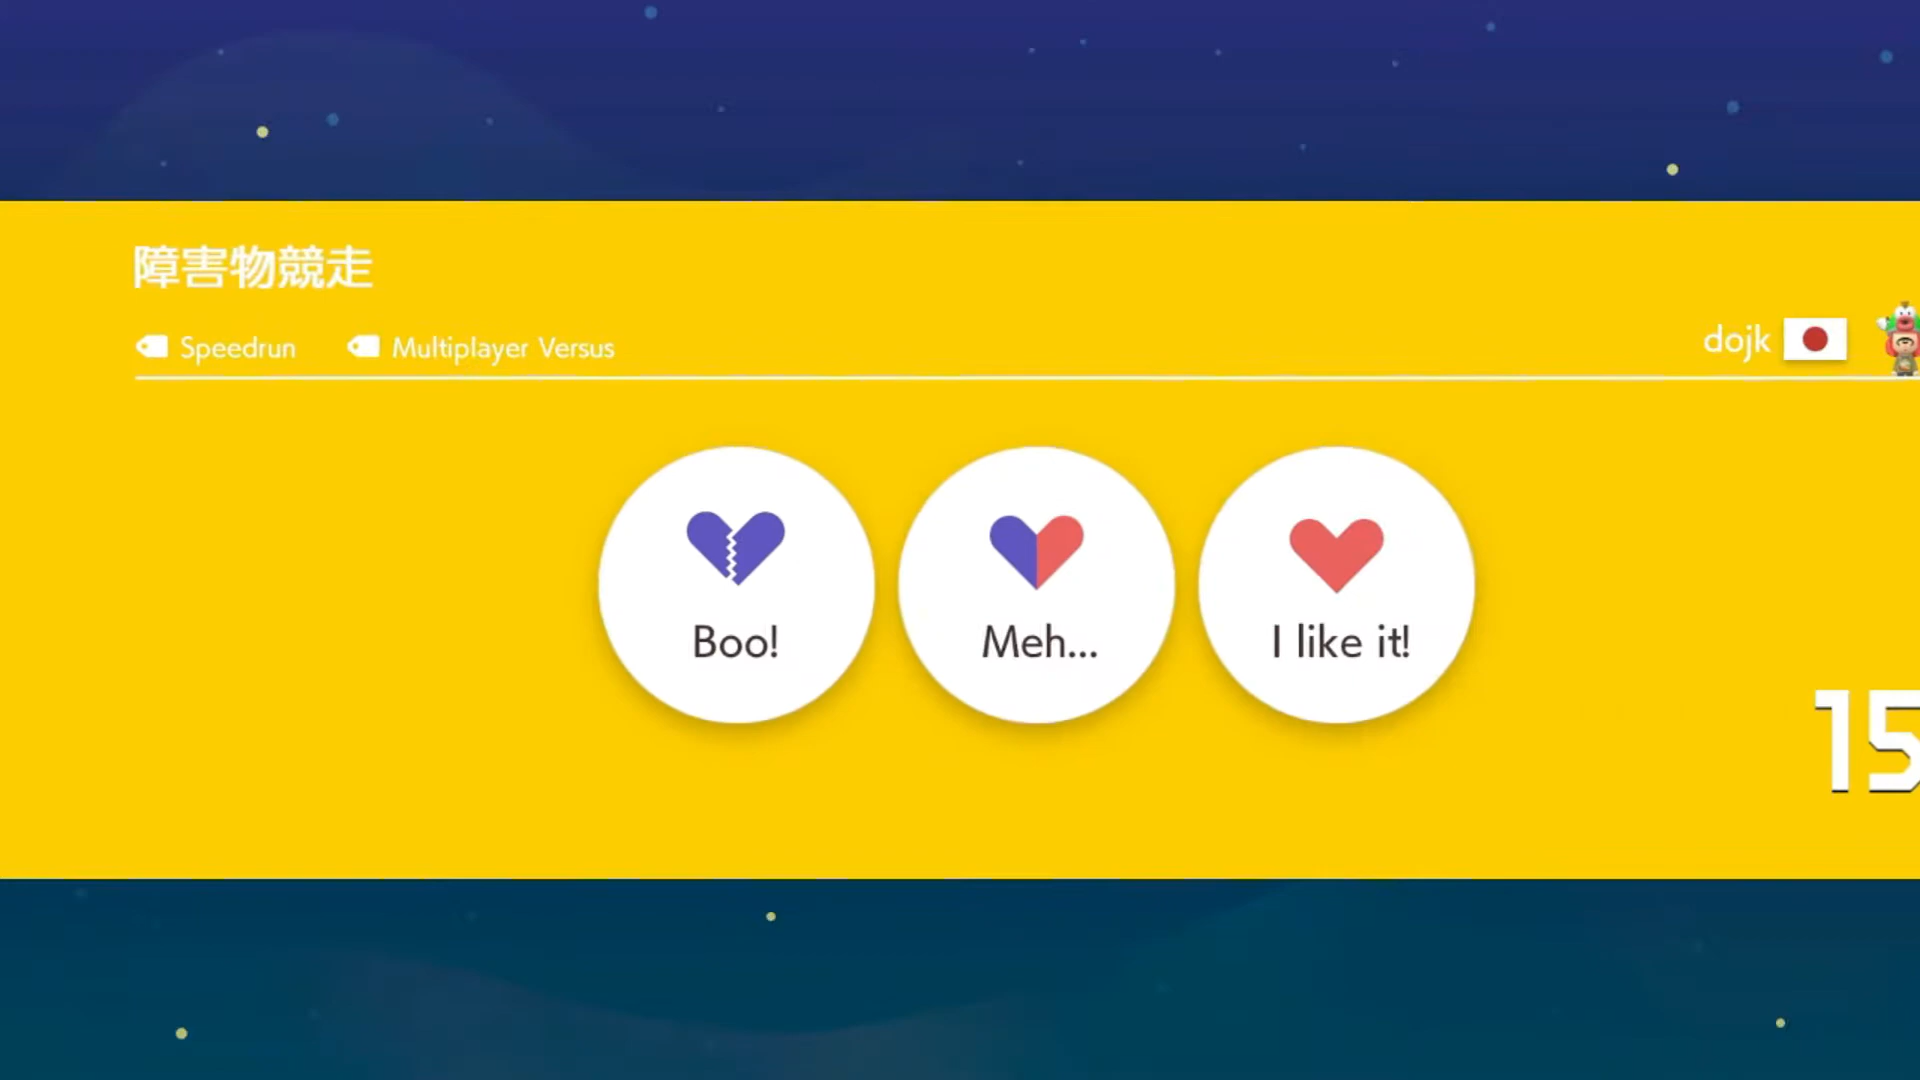 障害物競走
Speedrun Multiplayer Versus
dojk
Boo! Meh... I like it!
15